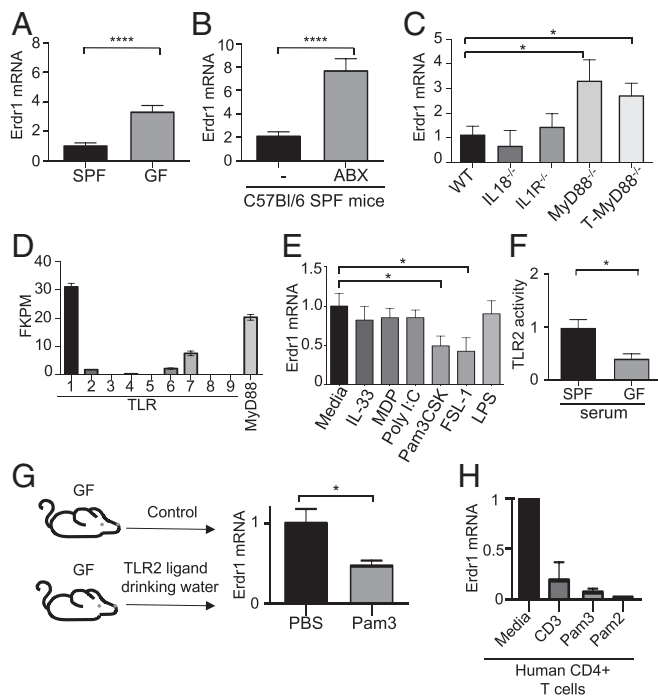 A
Erdr1 mRNA
8
6
4
2
0
****
SPF
GF
B
Erdr1 mRNA
10
8
6
4
2
0
****
-
ABX
C57Bl/6 SPF mice
C
Erdr1 mRNA
5
4
3
2
1
0
*
*
WT
IL18-/-
IL1R-/-
MyD88-/-
T-MyD88-/-
D
FKPM
40
30
20
10
0
1 2 3 4 5 6 7 8 9
MyD88
TLR
E
Erdr1 mRNA
1.5
1.0
0.5
0.0
*
*
Media
IL-33
MDP
Poly I:C
Pam3CSK
FSL-1
LPS
F
TLR2 activity
2
1
0
*
SPF
GF
serum
G
GF
Control
GF
TLR2 ligand
drinking water
Erdr1 mRNA
1
0
*
PBS
Pam3
H
Erdr1 mRNA
1
0.5
0
Media
CD3
Pam3
Pam2
Human CD4+
T cells